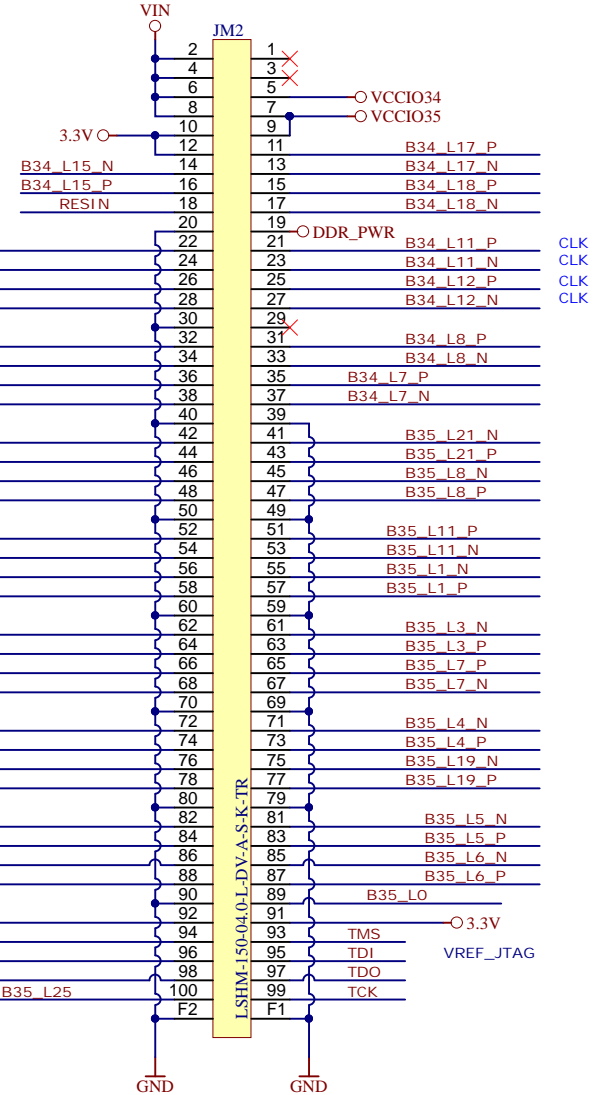 VIN
JM2
2 1
4 3
6 5 VCCIO34
8 7 VCCIO35
3.3V 10 9
12 11 B34_L17_P
B34_L15_N 14 13 B34_L17_N
B34_L15_P 16 15 B34_L18_P
RESIN 18 17 B34_L18_N
20 19 DDR_PWR
22 21 B34_L11_P CLK
24 23 B34_L11_N CLK
26 25 B34_L12_P CLK
28 27 B34_L12_N CLK
30 29
32 31 B34_L8_P
34 33 B34_L8_N
36 35 B34_L7_P
38 37 B34_L7_N
40 39
42 41 B35_L21_N
44 43 B35_L21_P
46 45 B35_L8_N
48 47 B35_L8_P
50 49
52 51 B35_L11_P
54 53 B35_L11_N
56 55 B35_L1_N
58 57 B35_L1_P
60 59
62 61 B35_L3_N
64 63 B35_L3_P
66 65 B35_L7_P
68 67 B35_L7_N
70 69
72 71 B35_L4_N
74 73 B35_L4_P
76 75 B35_L19_N
78 77 B35_L19_P
80 79
82 81 B35_L5_N
84 83 B35_L5_P
86 85 B35_L6_N
88 87 B35_L6_P
90 89 B35_L0
92 91 3.3V
94 93 TMS
96 95 TDI VREF_JTAG
98 97 TDO
B35_L25 100 99 TCK
F2 F1
LSHM-150-04.0-L-DV-A-S-K-TR
GND GND